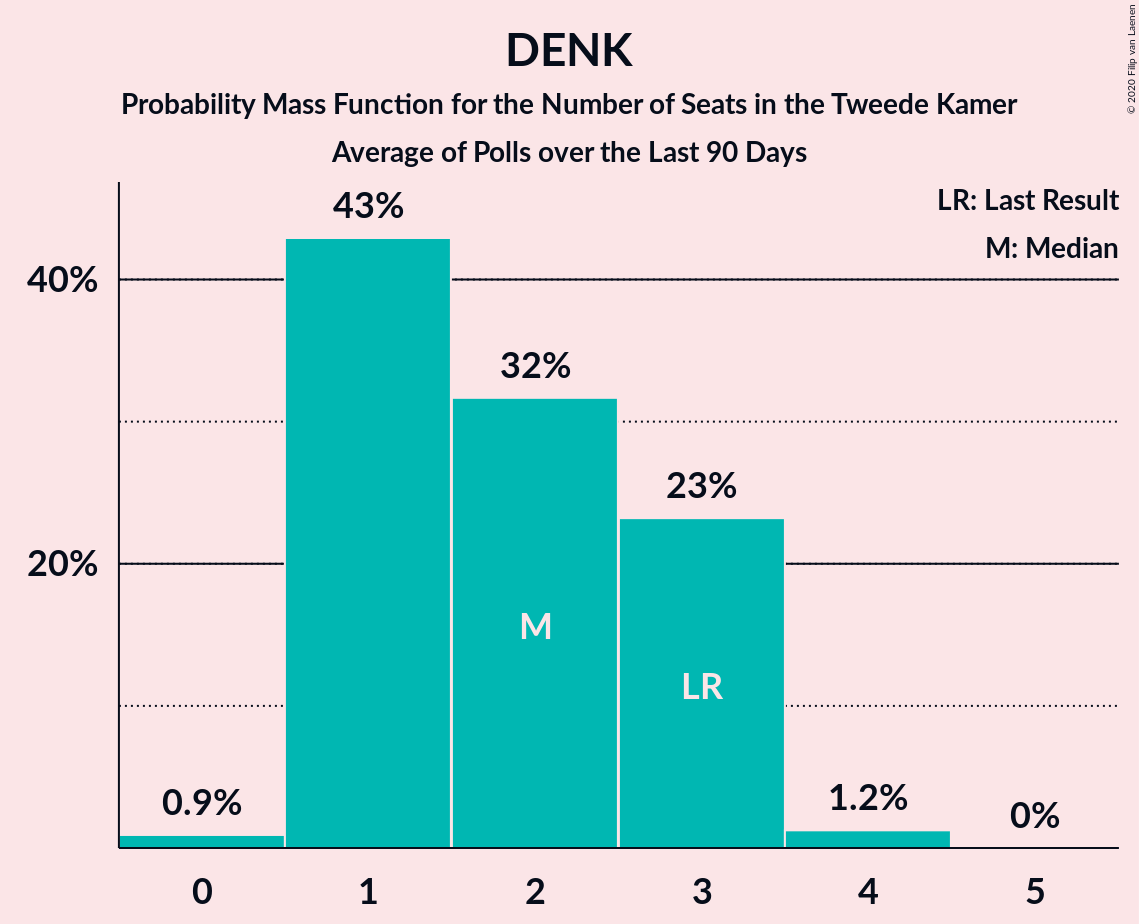 DENK
Probability Mass Function for the Number of Seats in the Tweede Kamer
Average of Polls over the Last 90 Days
© 2020 Filip van Laenen
LR: Last Result
M: Median
43%
40%
32%
23%
20%
M
LR
0.9%
1.2%
0%
0 1 2 3 4 5